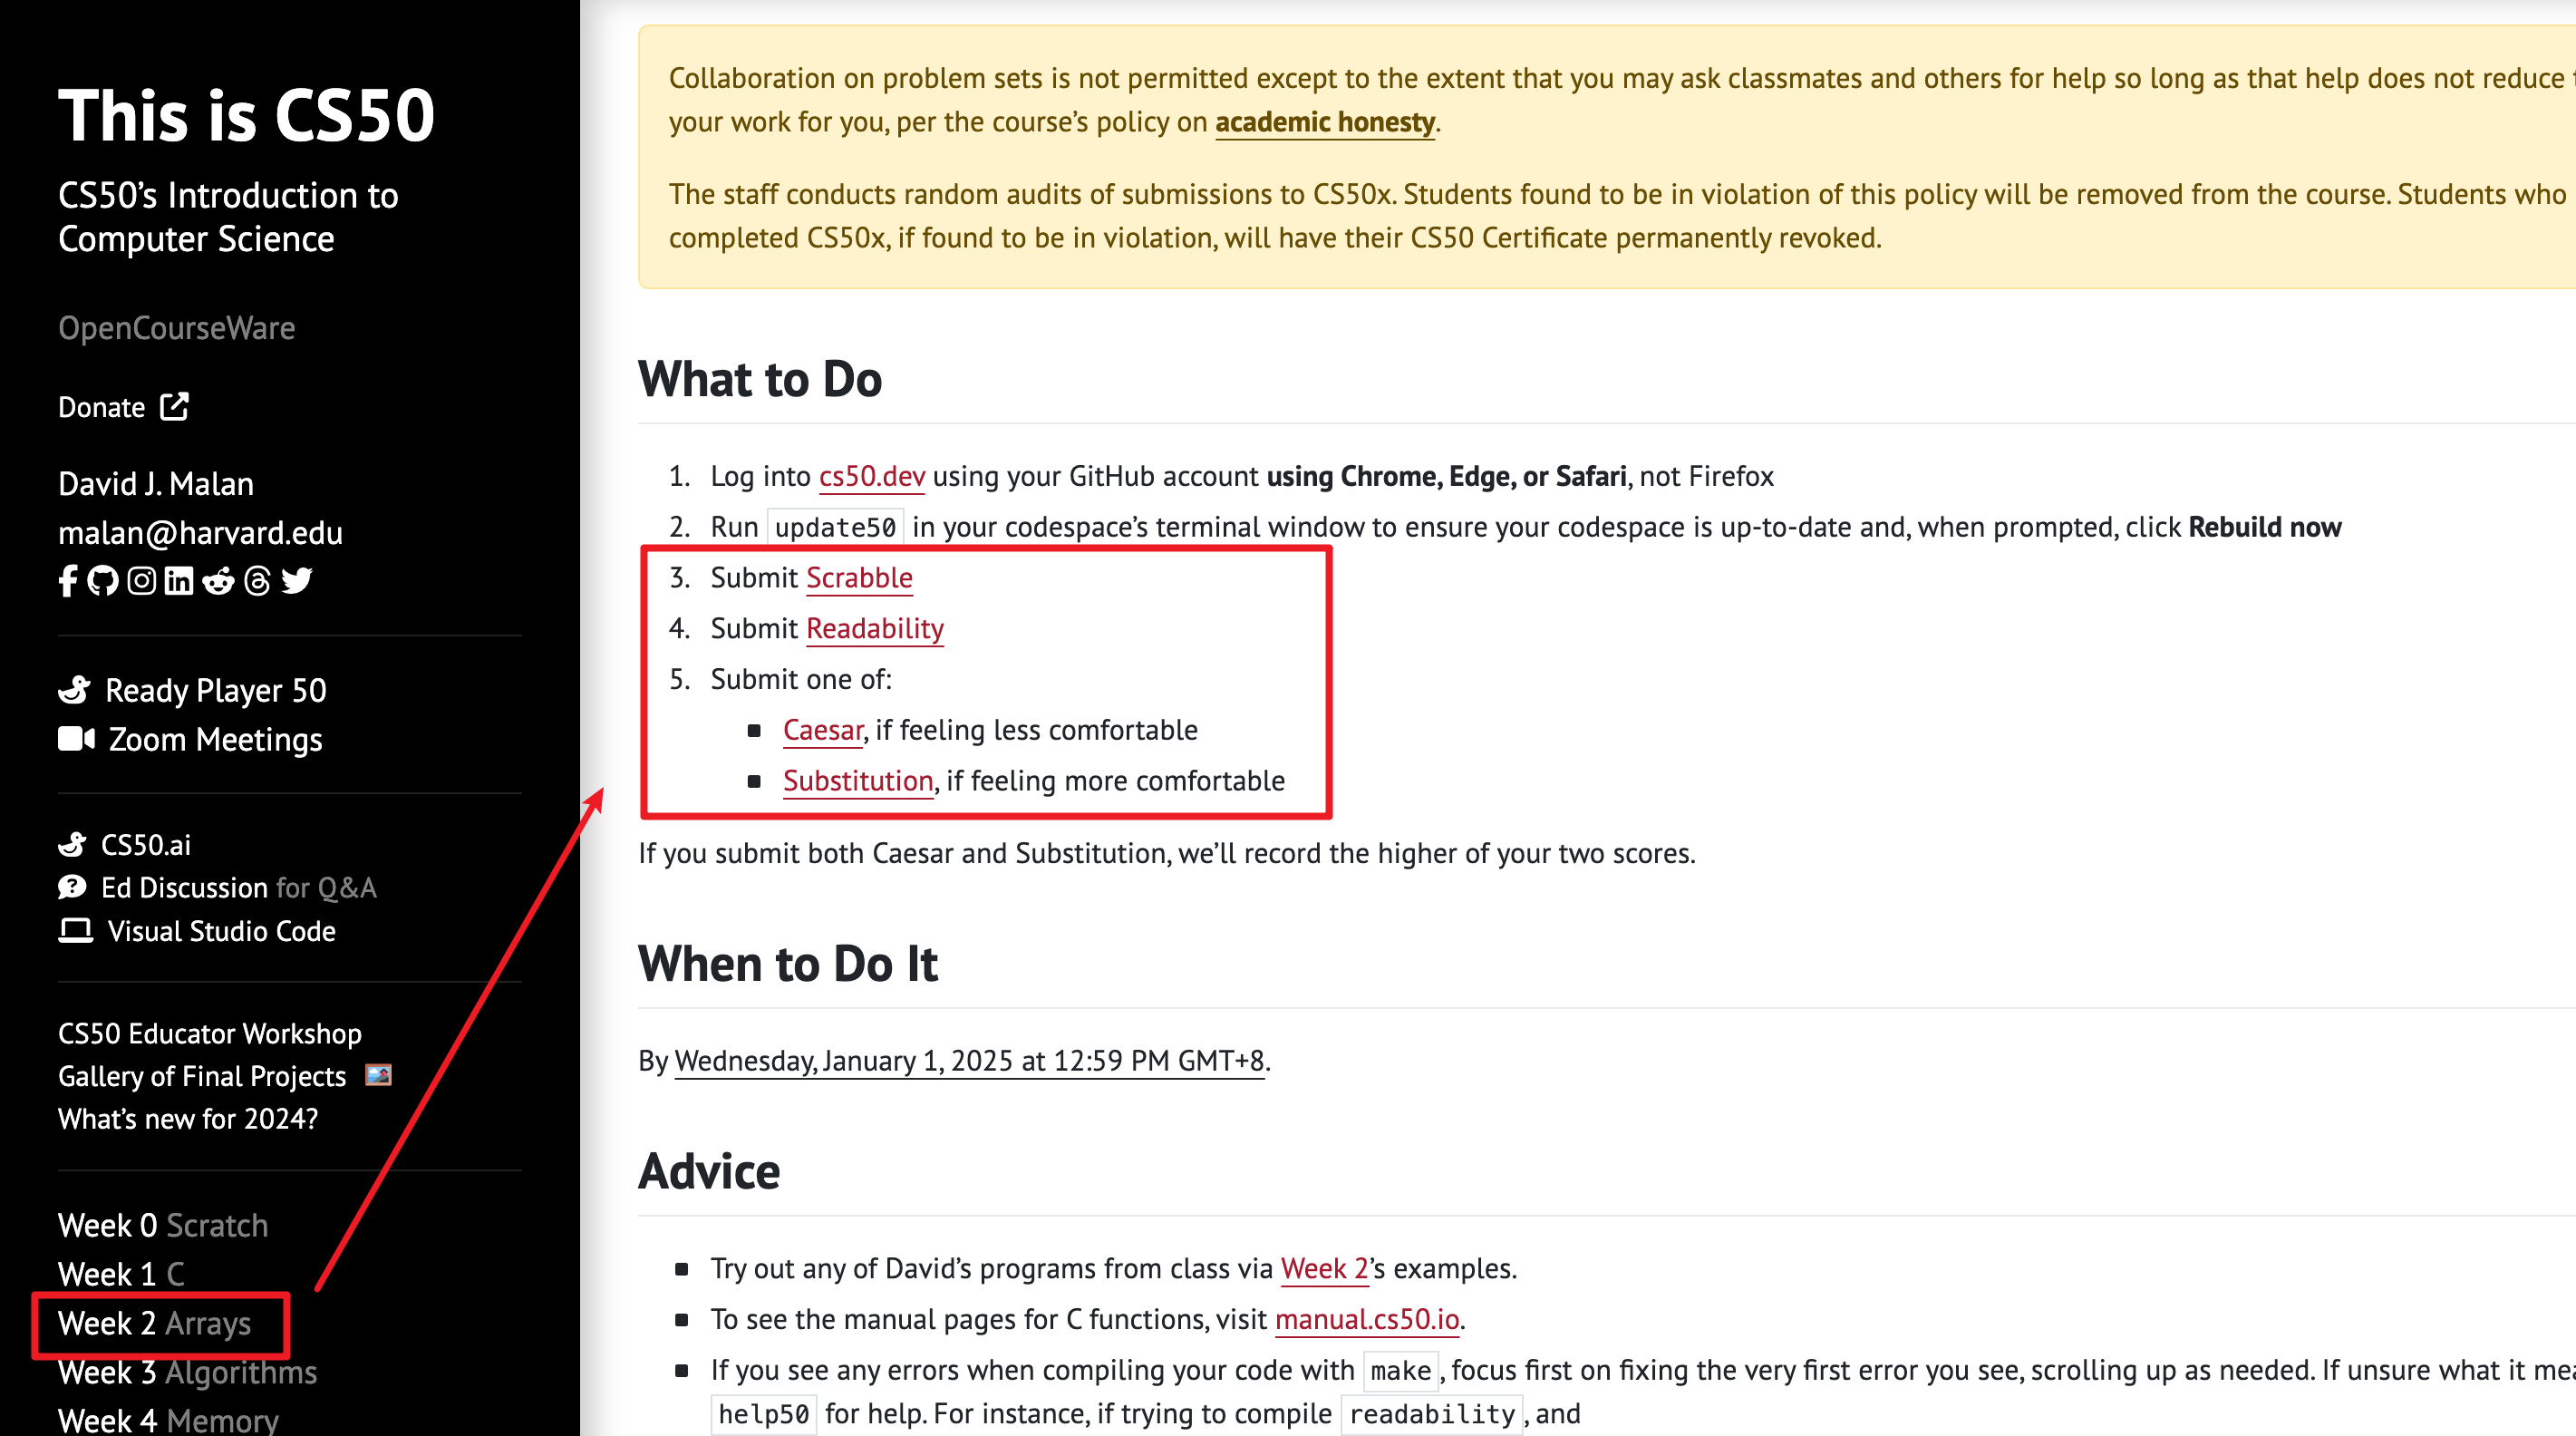 This is CS50
CS50’s Introduction to
Computer Science
OpenCourseWare
Donate
David J. Malan
malan@harvard.edu
Ready Player 50
Zoom Meetings
CS50.ai
Ed Discussion for Q&A
Visual Studio Code
CS50 Educator Workshop
Gallery of Final Projects
What’s new for 2024?
Week 0 Scratch
Week 1 C
Week 2 Arrays
Week 3 Algorithms
Week 4 Memory
Collaboration on problem sets is not permitted except to the extent that you may ask classmates and others for help so long as that help does not reduce
your work for you, per the course’s policy on academic honesty.
The staff conducts random audits of submissions to CS50x. Students found to be in violation of this policy will be removed from the course. Students who
completed CS50x, if found to be in violation, will have their CS50 Certificate permanently revoked.
What to Do
1. Log into cs50.dev using your GitHub account using Chrome, Edge, or Safari, not Firefox
2. Run update50 in your codespace’s terminal window to ensure your codespace is up-to-date and, when prompted, click Rebuild now
3. Submit Scrabble
4. Submit Readability
5. Submit one of:
Caesar, if feeling less comfortable
Substitution, if feeling more comfortable
If you submit both Caesar and Substitution, we’ll record the higher of your two scores.
When to Do It
By Wednesday, January 1, 2025 at 12:59 PM GMT+8.
Advice
Try out any of David’s programs from class via Week 2’s examples.
To see the manual pages for C functions, visit manual.cs50.io.
If you see any errors when compiling your code with make, focus first on fixing the very first error you see, scrolling up as needed. If unsure what it
help50 for help. For instance, if trying to compile readability, and